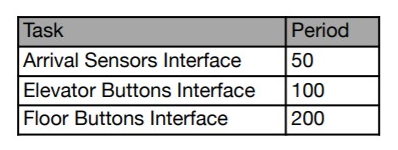 Task Period
Arrival Sensors Interface 50
Elevator Buttons Interface 100
Floor Buttons Interface 200